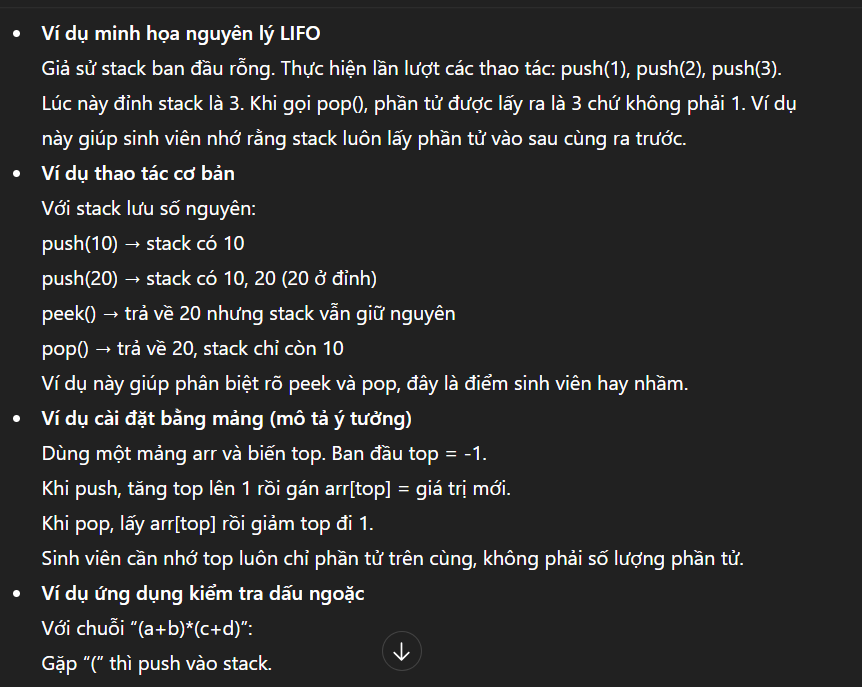 • Ví dụ minh họa nguyên lý LIFO
Giả sử stack ban đầu rỗng. Thực hiện lần lượt các thao tác: push(1), push(2), push(3).
Lúc này đỉnh stack là 3. Khi gọi pop(), phần tử được lấy ra là 3 chứ không phải 1. Ví dụ
này giúp sinh viên nhớ rằng stack luôn lấy phần tử vào sau cùng ra trước.
• Ví dụ thao tác cơ bản
Với stack lưu số nguyên:
push(10) → stack có 10
push(20) → stack có 10, 20 (20 ở đỉnh)
peek() → trả về 20 nhưng stack vẫn giữ nguyên
pop() → trả về 20, stack chỉ còn 10
Ví dụ này giúp phân biệt rõ peek và pop, đây là điểm sinh viên hay nhầm.
• Ví dụ cài đặt bằng mảng (mô tả ý tưởng)
Dùng một mảng arr và biến top. Ban đầu top = -1.
Khi push, tăng top lên 1 rồi gán arr[top] = giá trị mới.
Khi pop, lấy arr[top] rồi giảm top đi 1.
Sinh viên cần nhớ top luôn chỉ phần tử trên cùng, không phải số lượng phần tử.
• Ví dụ ứng dụng kiểm tra dấu ngoặc
Với chuỗi “(a+b)*(c+d)”:
Gặp “(” thì push vào stack.